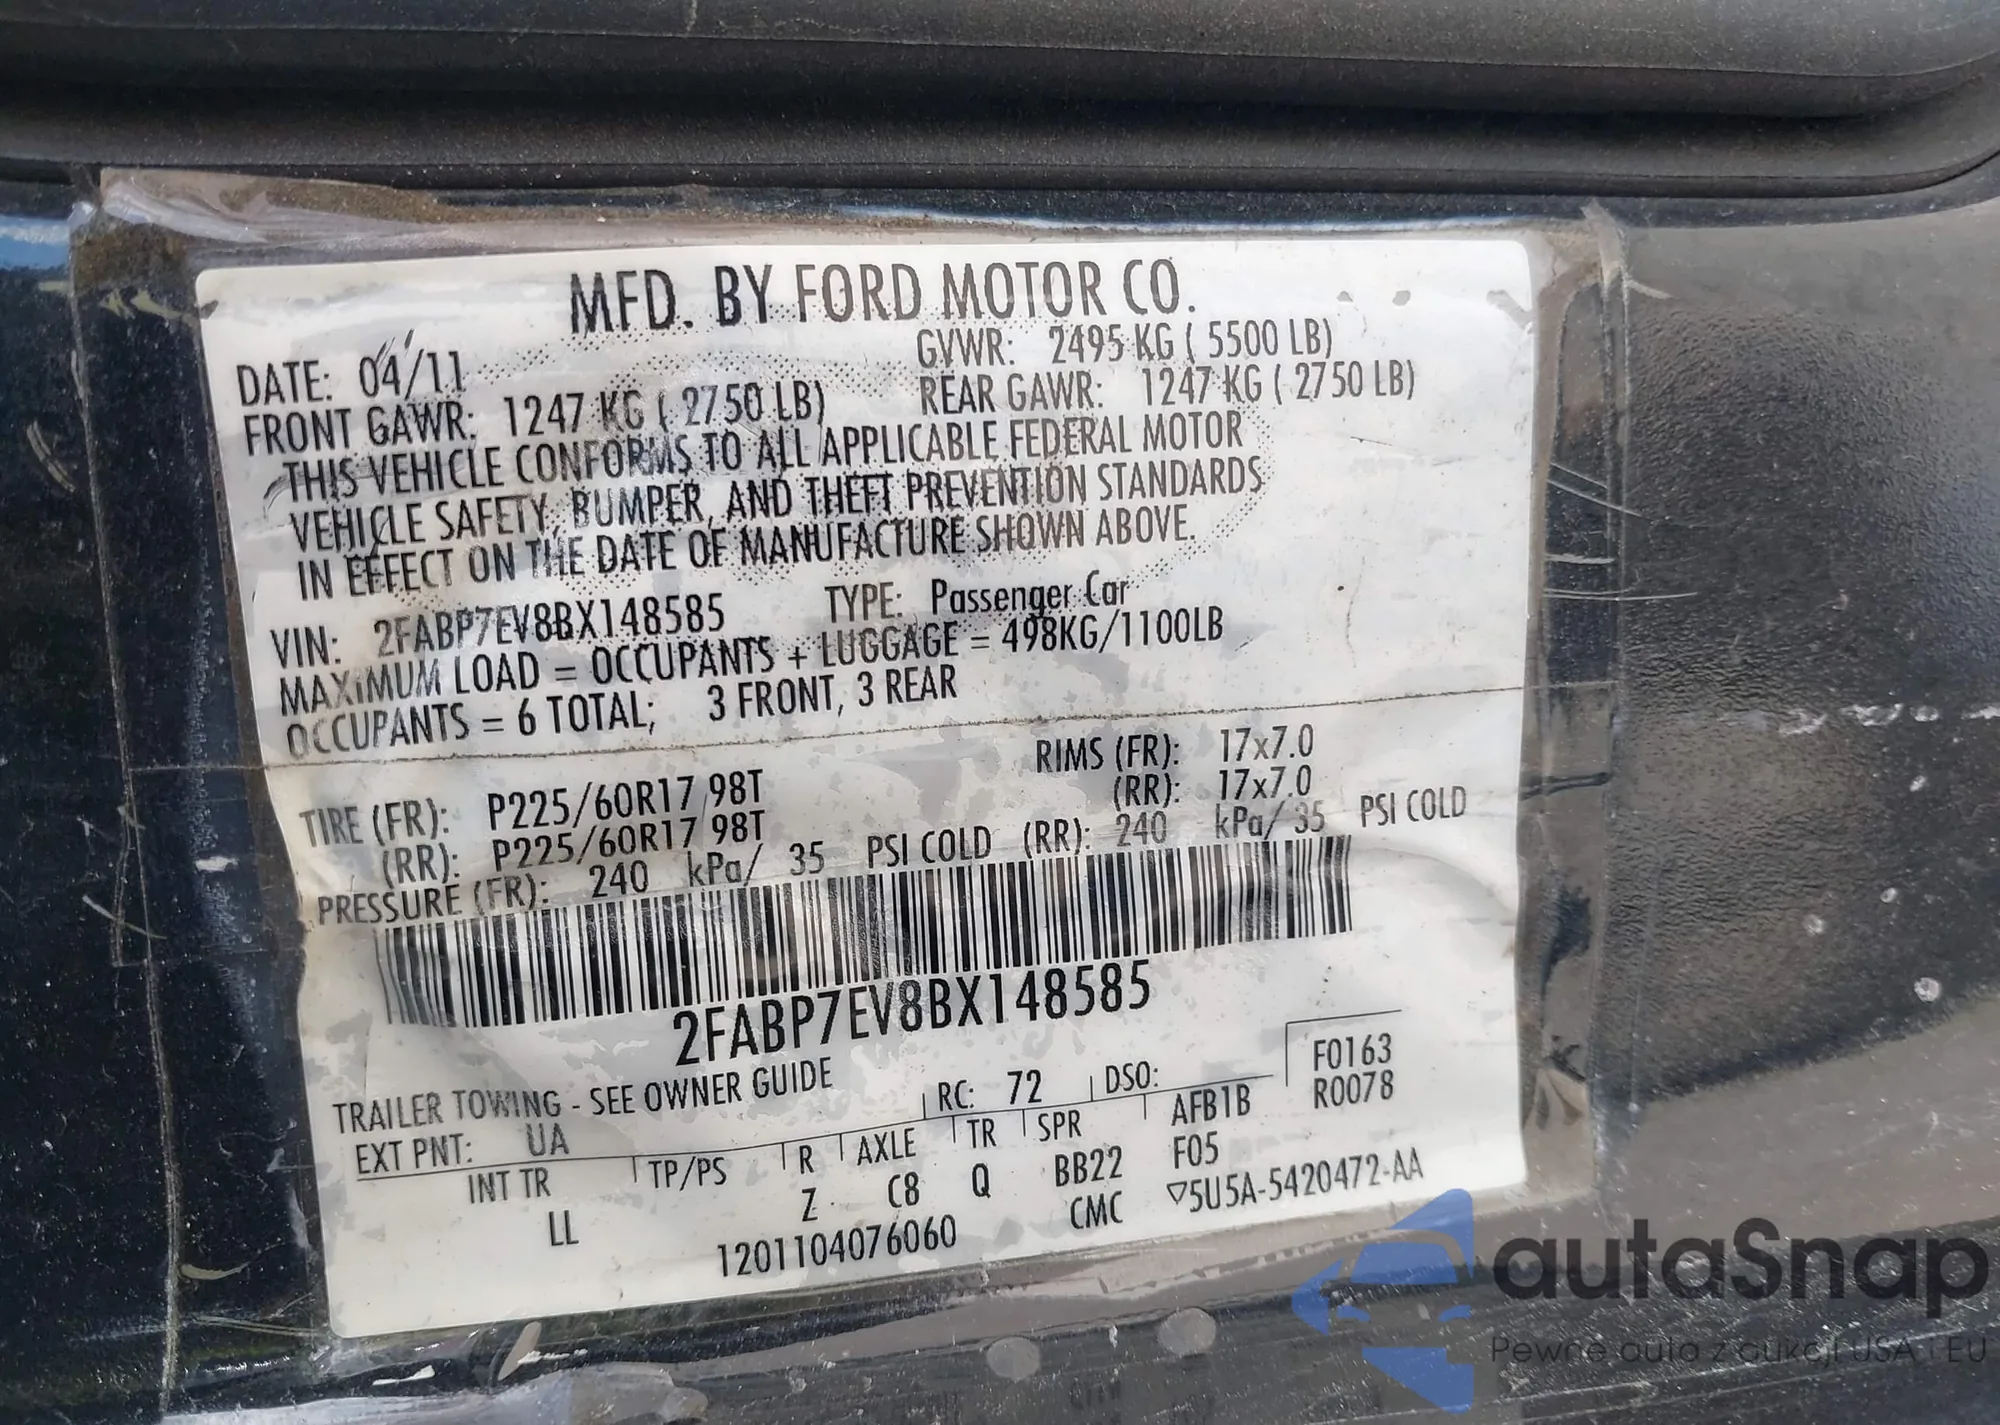 MFD. BY FORD MOTOR CO.
DATE: 04/11 GVWR: 2495 KG ( 5500 LB)
FRONT GAWR: 1247 KG ( 2750 LB) REAR GAWR: 1247 KG ( 2750 LB)
THIS VEHICLE CONFORMS TO ALL APPLICABLE FEDERAL MOTOR
VEHICLE SAFETY, BUMPER, AND THEFT PREVENTION STANDARDS
IN EFFECT ON THE DATE OF MANUFACTURE SHOWN ABOVE.
VIN: 2FABP7EV8BX148585 TYPE: Passenger Car
MAXIMUM LOAD = OCCUPANTS + LUGGAGE = 498KG/1100LB
OCCUPANTS = 6 TOTAL; 3 FRONT, 3 REAR
TIRE (FR): P225/60R17 98T RIMS (FR): 17x7.0
(RR): P225/60R17 98T (RR): 17x7.0
PRESSURE (FR): 240 kPa/ 35 PSI COLD (RR): 240 kPa/ 35 PSI COLD
2FABP7EV8BX148585
TRAILER TOWING - SEE OWNER GUIDE
EXT PNT: UA RC: 72 DSO: F0163
INT TR TP/PS R AXLE TR SPR AFB1B R0078
LL Z C8 Q BB22 F05
1201104076060 CMC ▽5U5A-5420472-AA
autaSnap
Pewne auta z aukcji USA i EU